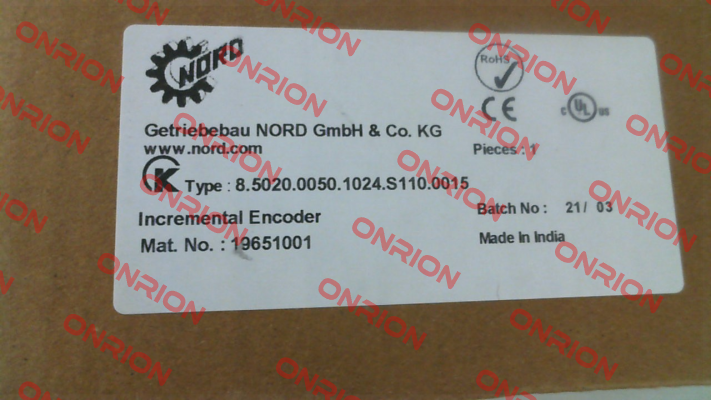 NORD
RoHS
CE
c UL us
Getriebebau NORD GmbH & Co. KG
www.nord.com
Pieces : 1
K Type : 8.5020.0050.1024.S110.0015
Incremental Encoder
Batch No : 21/ 03
Mat. No. : 19651001
Made In India
ONRION